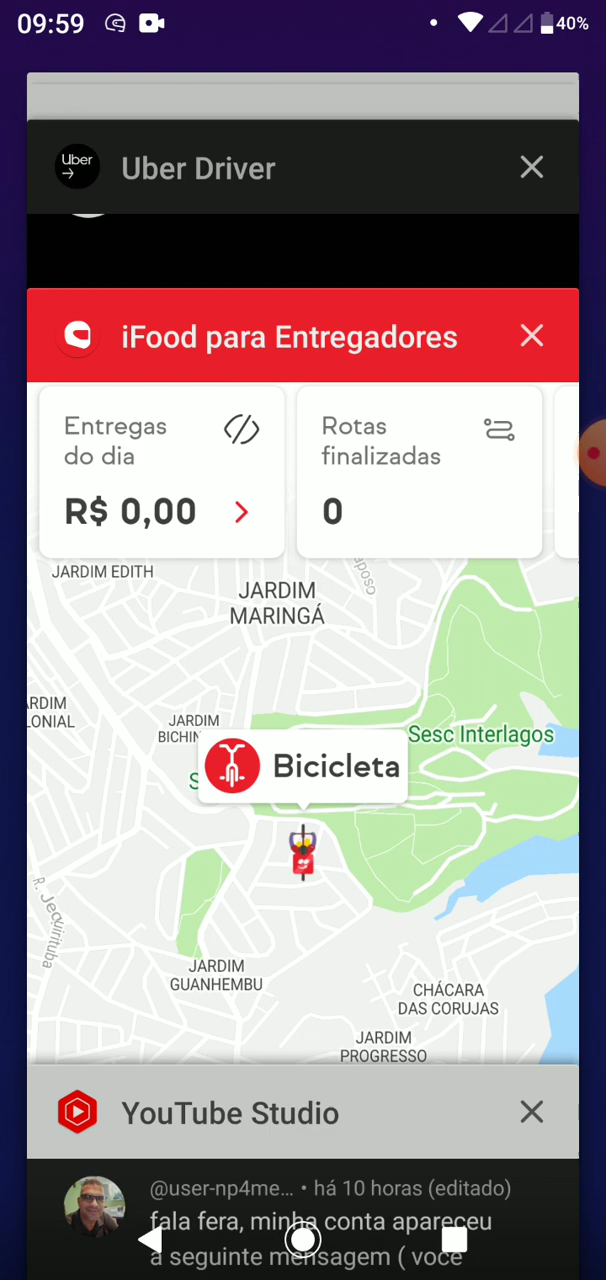 09:59
40%
Uber
Uber Driver
iFood para Entregadores
Entregas
do dia
R$ 0,00
Rotas
finalizadas
0
JARDIM EDITH
JARDIM
MARINGÁ
JARDIM
Sesc Interlagos
Bicicleta
R. Jequirituba
JARDIM
GUANHEMBU
CHÁCARA
DAS CORUJAS
JARDIM
PROGRESSO
YouTube Studio
@user-np4me... • há 10 horas (editado)
fala fera, minha conta apareceu
a seguinte mensagem ( você